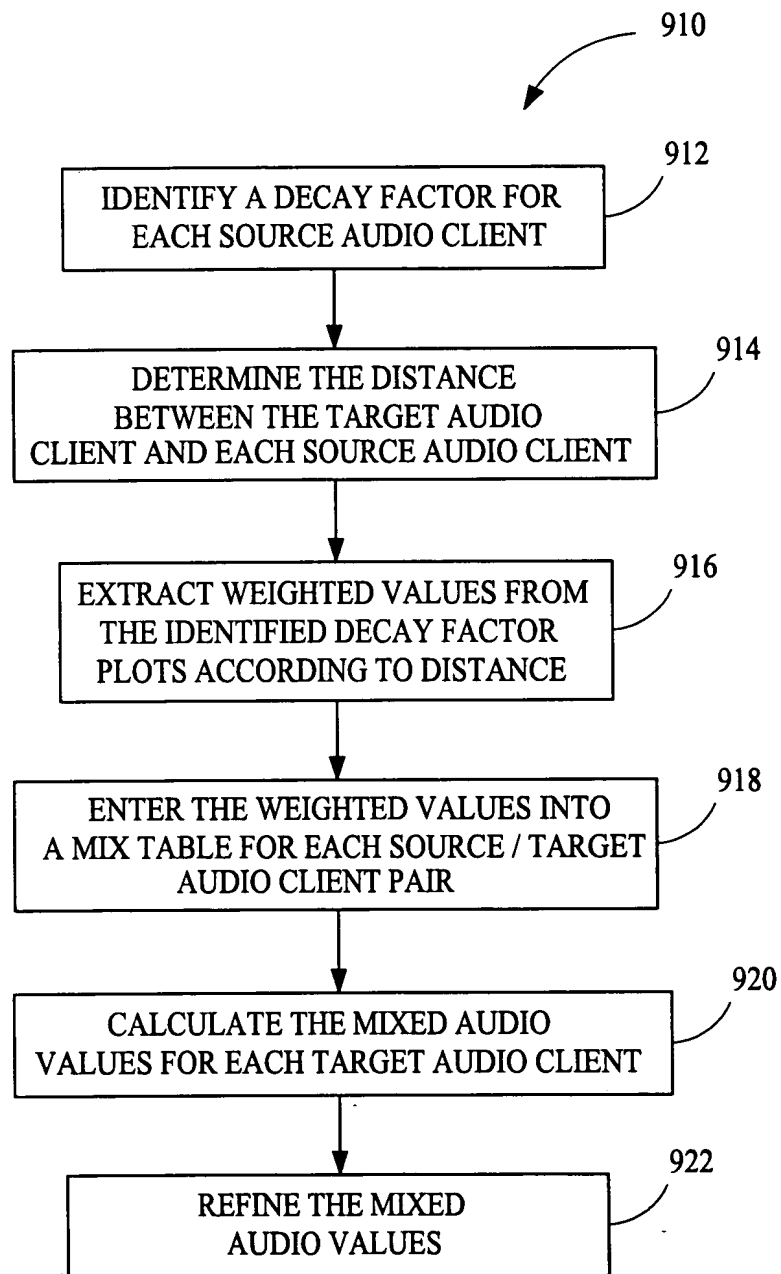 910
912
IDENTIFY A DECAY FACTOR FOR
EACH SOURCE AUDIO CLIENT
914
DETERMINE THE DISTANCE
BETWEEN THE TARGET AUDIO
CLIENT AND EACH SOURCE AUDIO CLIENT
916
EXTRACT WEIGHTED VALUES FROM
THE IDENTIFIED DECAY FACTOR
PLOTS ACCORDING TO DISTANCE
918
ENTER THE WEIGHTED VALUES INTO
A MIX TABLE FOR EACH SOURCE / TARGET
AUDIO CLIENT PAIR
920
CALCULATE THE MIXED AUDIO
VALUES FOR EACH TARGET AUDIO CLIENT
922
REFINE THE MIXED
AUDIO VALUES